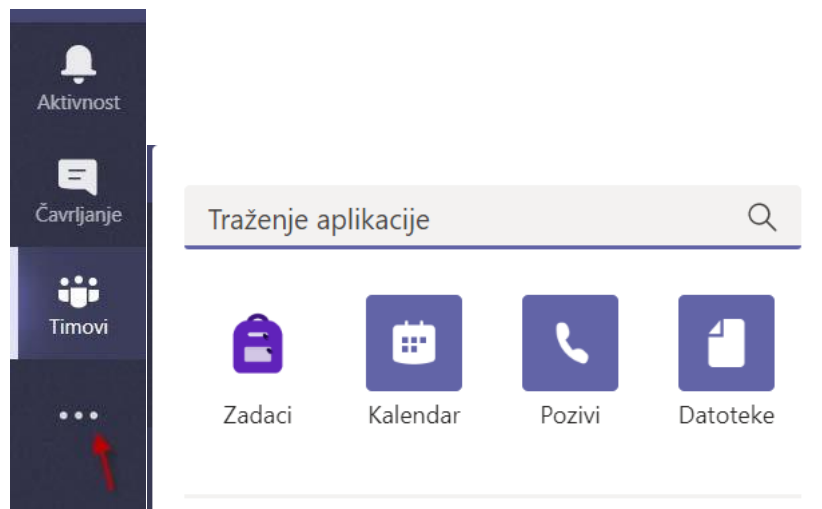 Aktivnost
Čavrljanje
Timovi
Traženje aplikacije
Zadaci
Kalendar
Pozivi
Datoteke